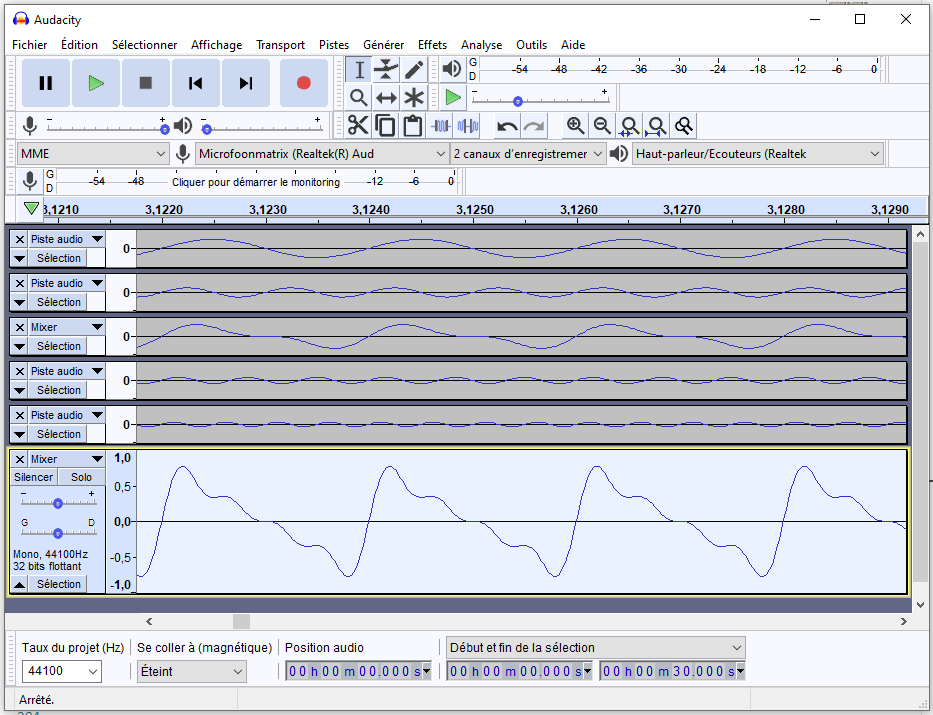 Audacity
Fichier Édition Sélectionner Affichage Transport Pistes Générer Effets Analyse Outils Aide
G
D
-54 -48 -42 -36 -30 -24 -18 -12 -6 0
- +
- + - +
MME Microfoonmatrix (Realtek(R) Aud 2 canaux d'enregistremer Haut-parleur/Ecouteurs (Realtek
G
D
-54 -48 Cliquer pour démarrer le monitoring -12 -6 0
3,1210 3,1220 3,1230 3,1240 3,1250 3,1260 3,1270 3,1280 3,1290
Piste audio
0-
Sélection
Piste audio
0-
Sélection
Mixer
0-
Sélection
Piste audio
0-
Sélection
Piste audio
0-
Sélection
Mixer 1,0
Silencer Solo
- + 0,5-
G D 0,0-
Mono, 44100Hz -0,5-
32 bits flottant
Sélection -1,0
Taux du projet (Hz) Se coller à (magnétique) Position audio Début et fin de la sélection
44100 Éteint 00 h 00 m 00.000 s 00 h 00 m 00.000 s 00 h 00 m 30.000 s
Arrêté.